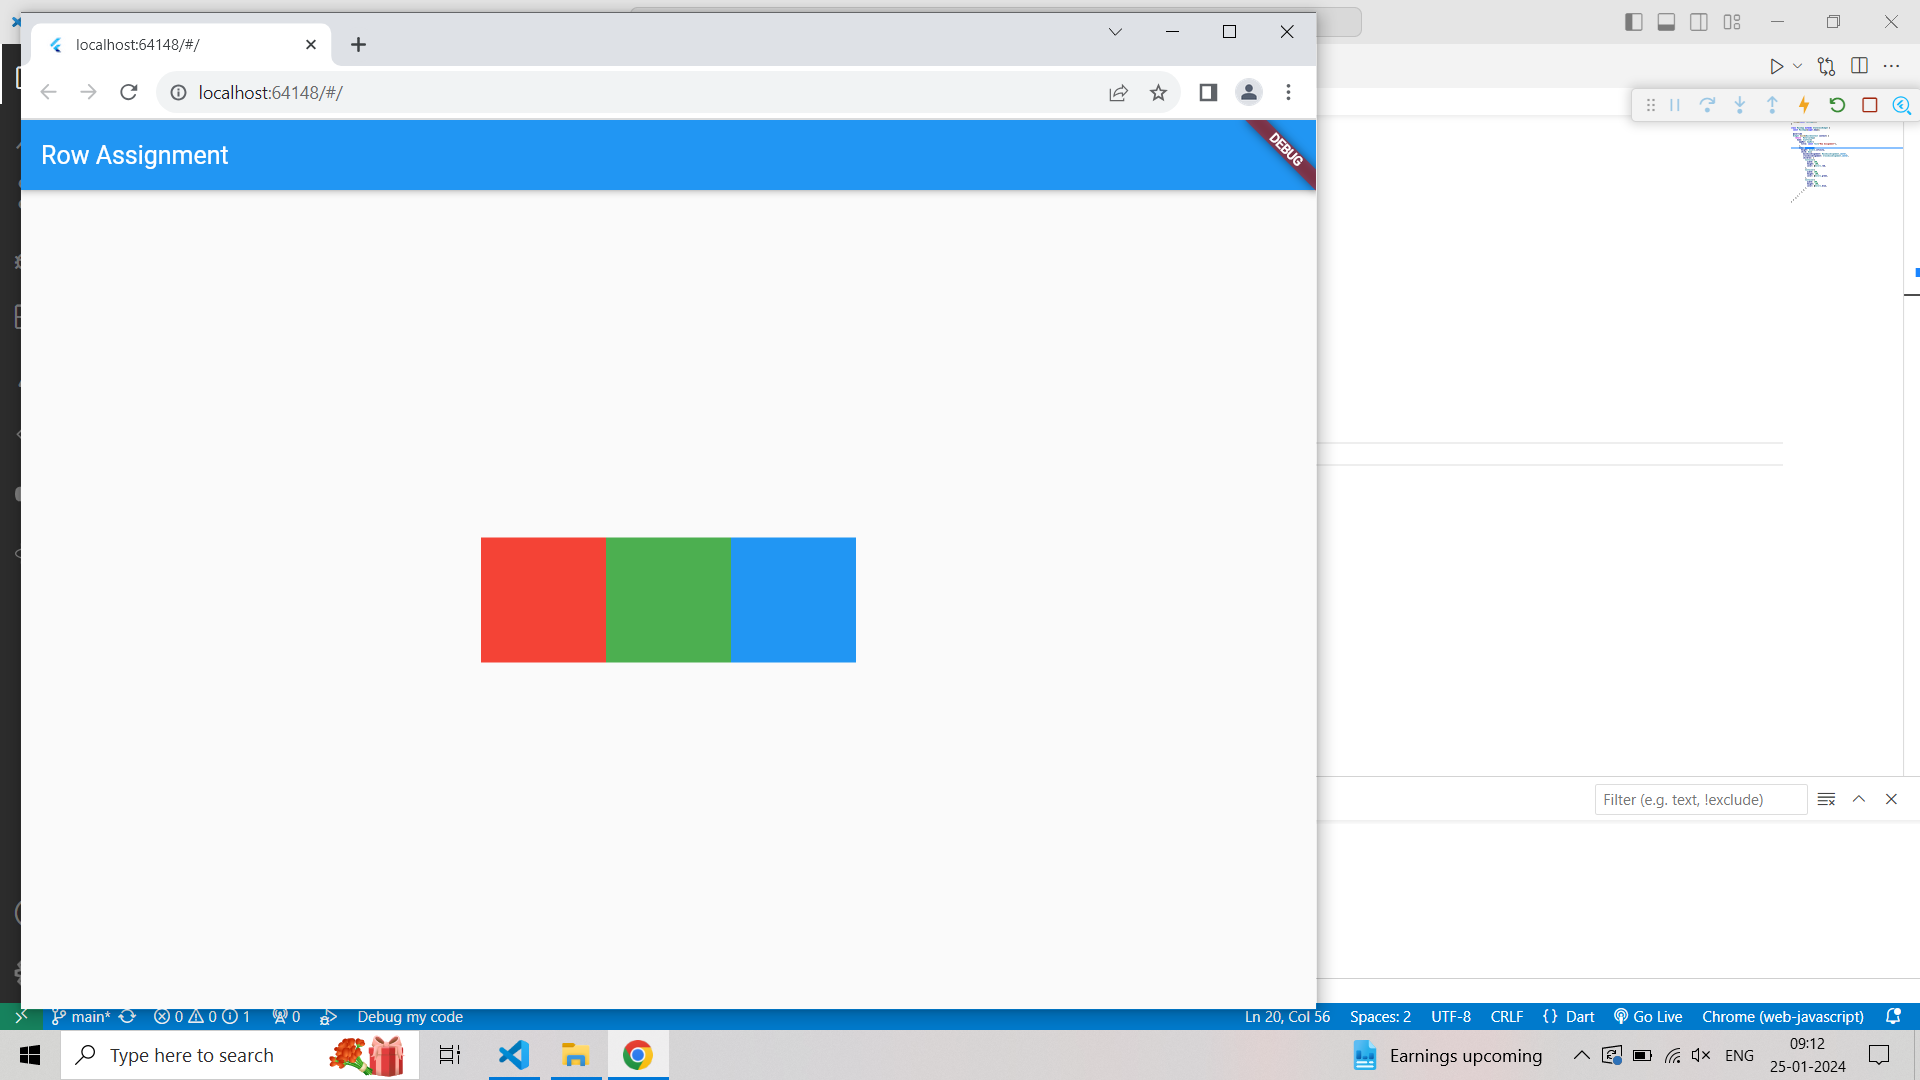 localhost:64148/#/
localhost:64148/#/
Row Assignment
DEBUG
Filter (e.g. text, !exclude)
main* 0 0 1 0 Debug my code Ln 20, Col 56 Spaces: 2 UTF-8 CRLF {} Dart Go Live Chrome (web-javascript)
Type here to search Earnings upcoming ENG 09:12
25-01-2024